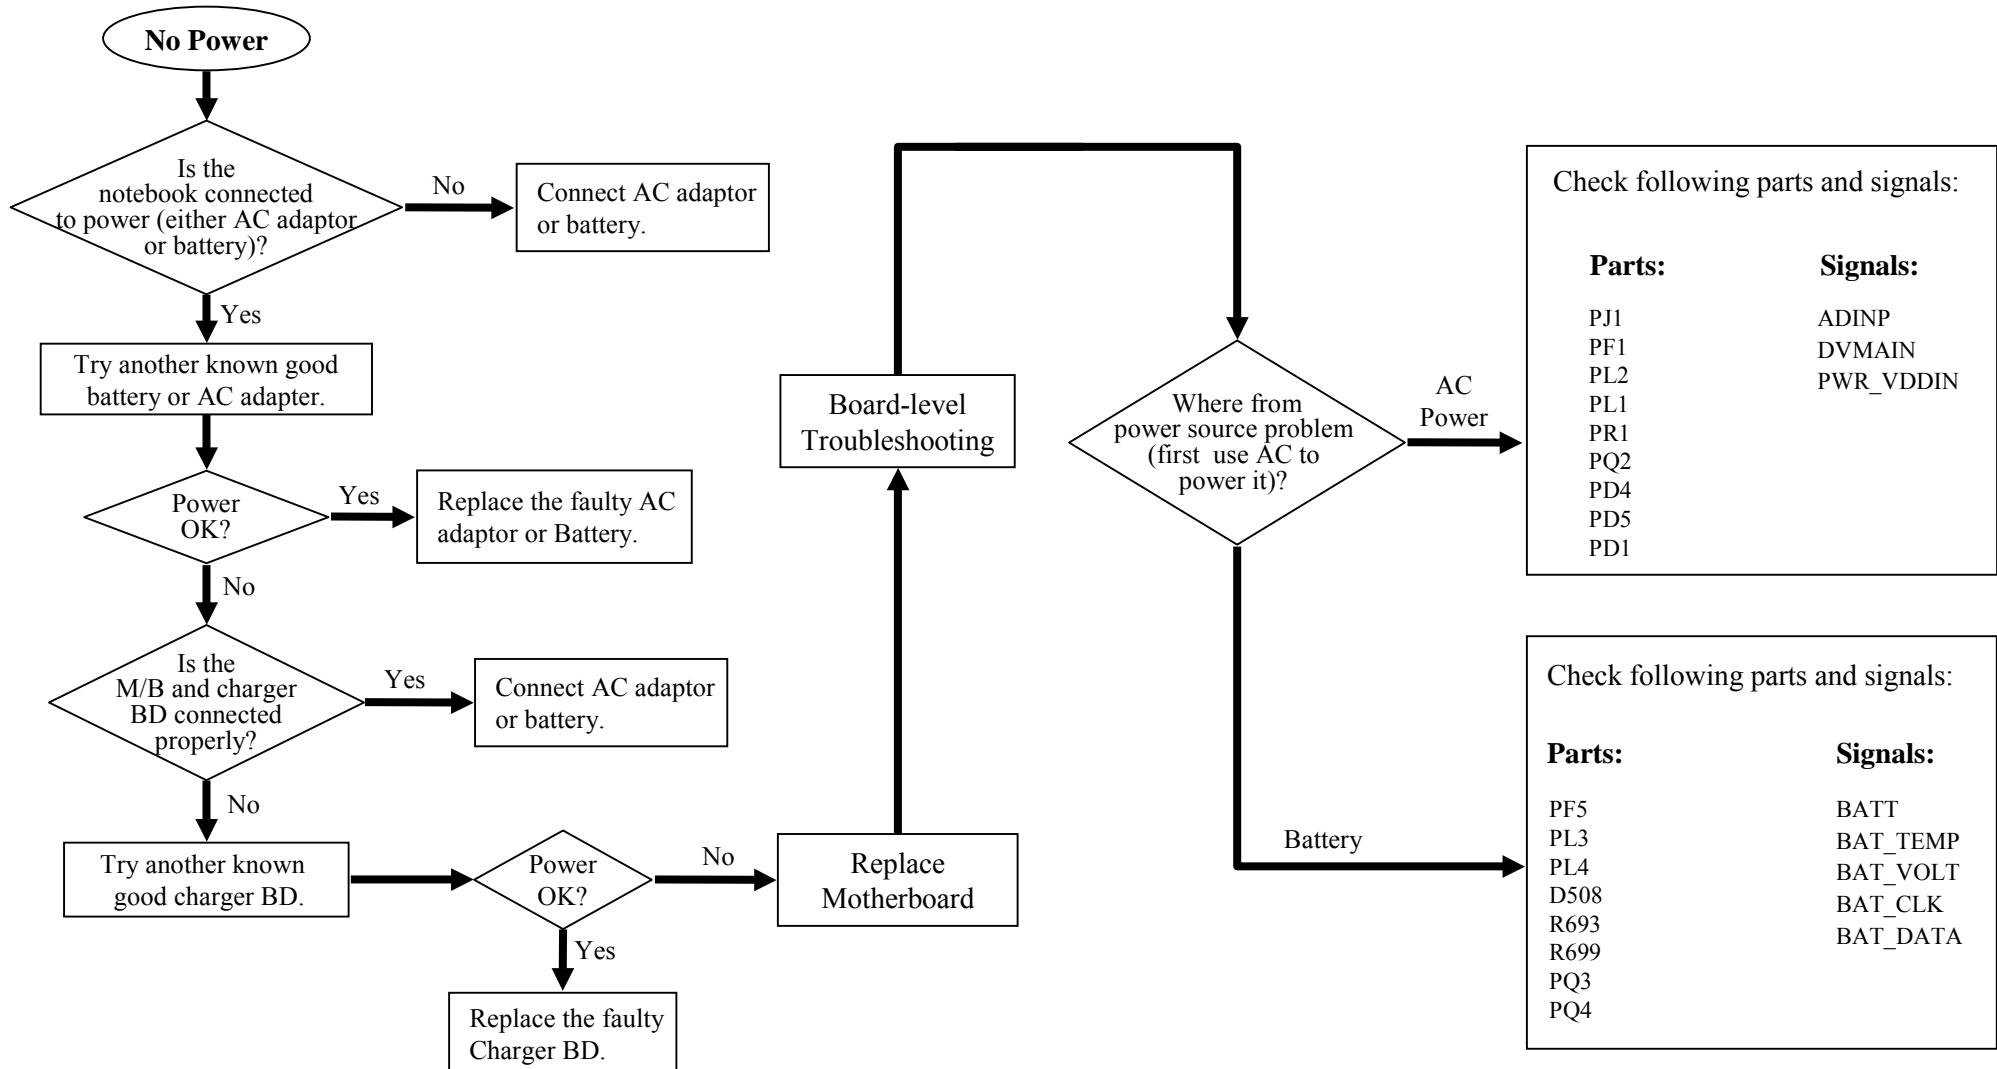 No Power
Is the
notebook connected
to power (either AC adaptor
or battery)?
No
Connect AC adaptor
or battery.
Yes
Try another known good
battery or AC adapter.
Power
OK?
Yes
Replace the faulty AC
adaptor or Battery.
No
Is the
M/B and charger
BD connected
properly?
Yes
Connect AC adaptor
or battery.
No
Try another known
good charger BD.
Power
OK?
No
Yes
Replace the faulty
Charger BD.
Replace
Motherboard
Board-level
Troubleshooting
Where from
power source problem
(first use AC to
power it)?
AC
Power
Check following parts and signals:
Parts:
PJ1
PF1
PL2
PL1
PR1
PQ2
PD4
PD5
PD1
Signals:
ADINP
DVMAIN
PWR_VDDIN
Battery
Check following parts and signals:
Parts:
PF5
PL3
PL4
D508
R693
R699
PQ3
PQ4
Signals:
BATT
BAT_TEMP
BAT_VOLT
BAT_CLK
BAT_DATA